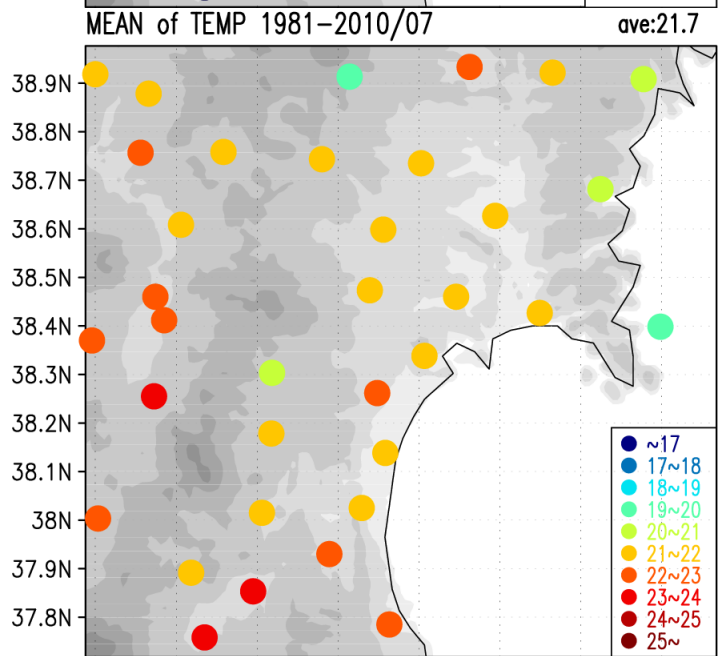 MEAN of TEMP 1981-2010/07
ave:21.7
38.9N
38.8N
38.7N
38.6N
38.5N
38.4N
38.3N
38.2N
38.1N
38N
37.9N
37.8N
~17
17~18
18~19
19~20
20~21
21~22
22~23
23~24
24~25
25~